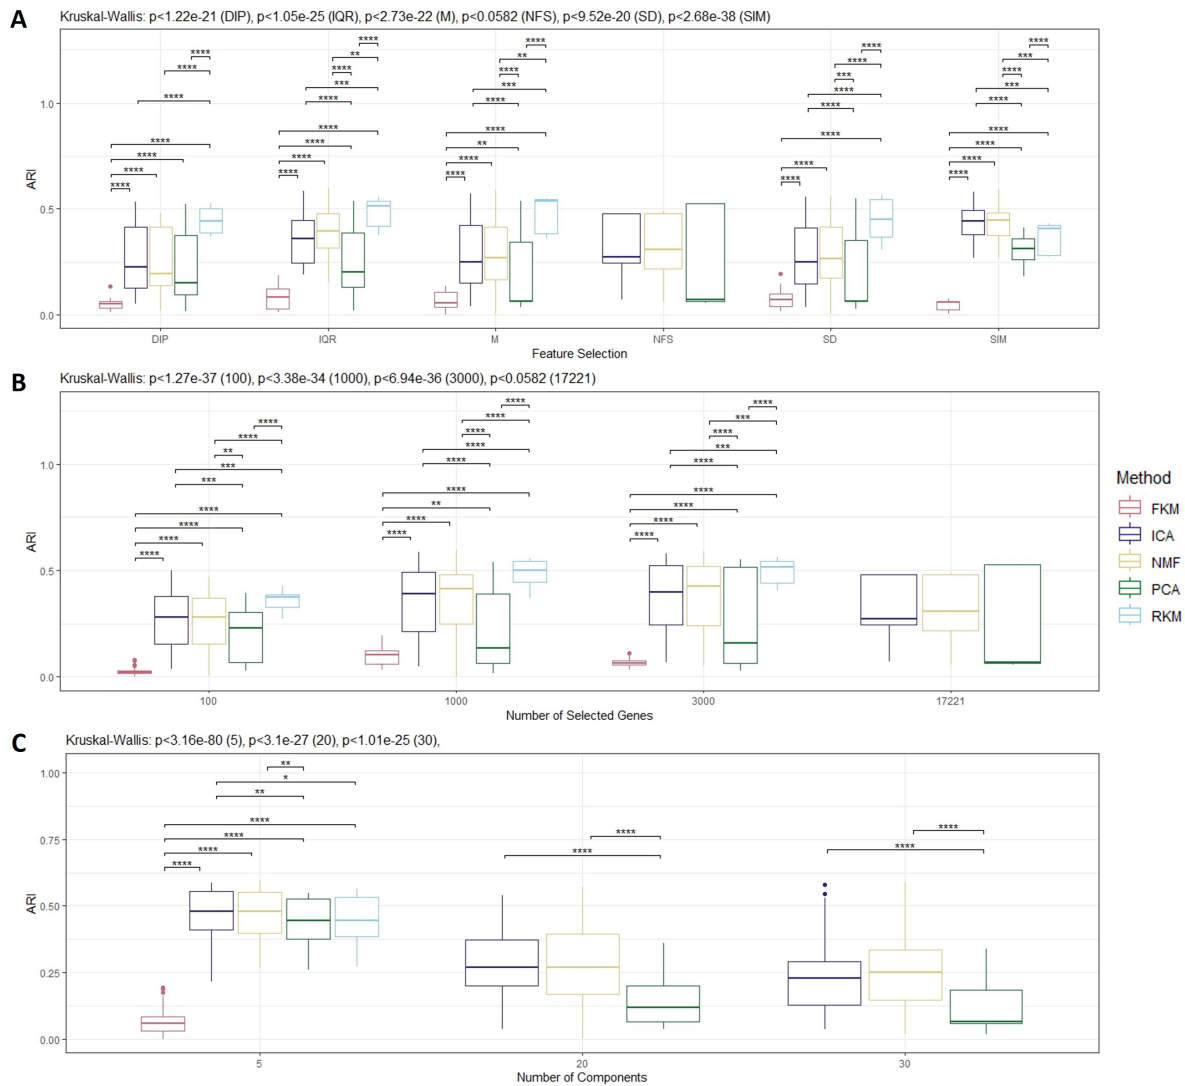 A
Kruskal-Wallis: p<1.22e-21 (DIP), p<1.05e-25 (IQR), p<2.73e-22 (M), p<0.0582 (NFS), p<9.52e-20 (SD), p<2.68e-38 (SIM)
**** **** **** ****
**** ** ** **** ***
**** **** **** *** ****
**** *** *** **** ***
**** **** **** ****
**** **** **** **** ****
**** **** ** ****
**** **** **** **** ****
**** **** **** **** ****
1.0
0.5
0.0
ARI
DIP IQR M NFS SD SIM
Feature Selection
B
Kruskal-Wallis: p<1.27e-37 (100), p<3.38e-34 (1000), p<6.94e-36 (3000), p<0.0582 (17221)
**** **** ****
**** **** ***
** **** ****
*** **** ***
*** **** ****
**** **** ****
**** ** ****
**** **** ****
**** **** ****
1.0
0.5
0.0
ARI
100 1000 3000 17221
Number of Selected Genes
Method
FKM
ICA
NMF
PCA
RKM
C
Kruskal-Wallis: p<3.16e-80 (5), p<3.1e-27 (20), p<1.01e-25 (30),
**
*
**
****
****
****
****
**** ****
**** ****
1.00
0.75
0.50
0.25
0.00
ARI
5 20 30
Number of Components